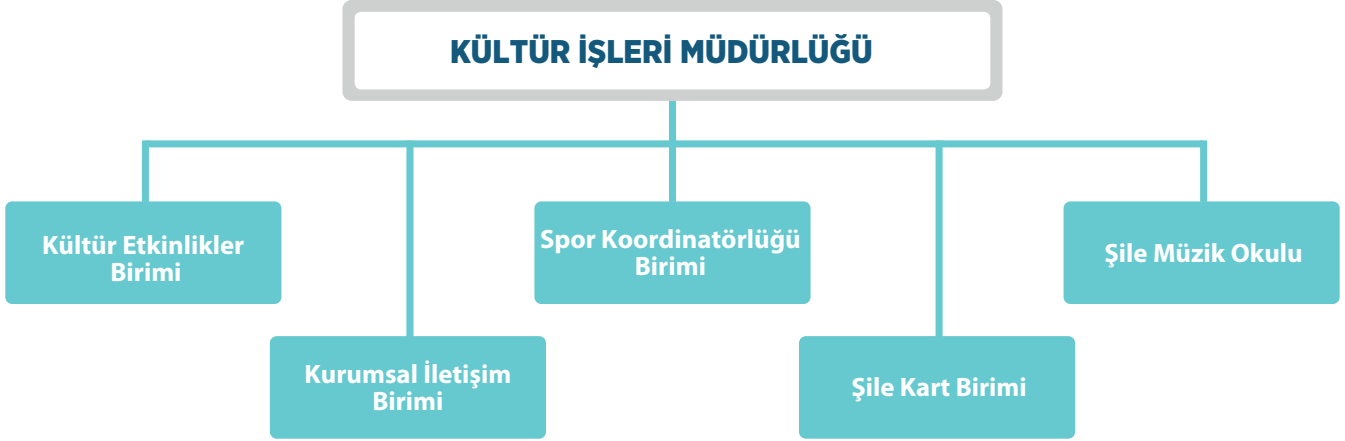 KÜLTÜR İŞLERİ MÜDÜRLÜĞÜ
Kültür Etkinlikler
Birimi
Kurumsal İletişim
Birimi
Spor Koordinatörlüğü
Birimi
Şile Kart Birimi
Şile Müzik Okulu